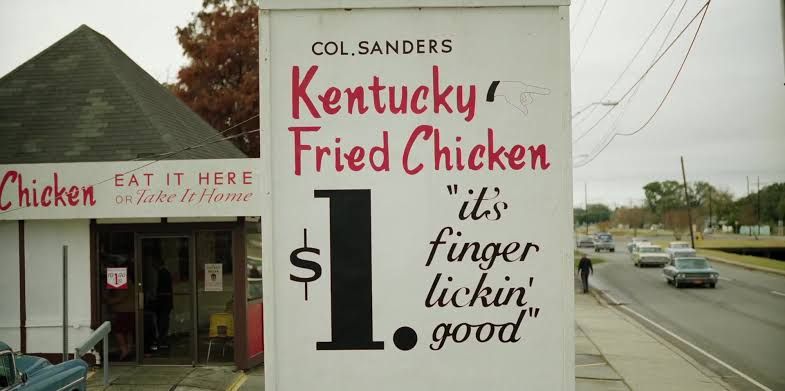 COL. SANDERS
Kentucky
Fried Chicken
$1.
"it's
finger
lickin'
good"
Chicken
EAT IT HERE
OR Take It Home